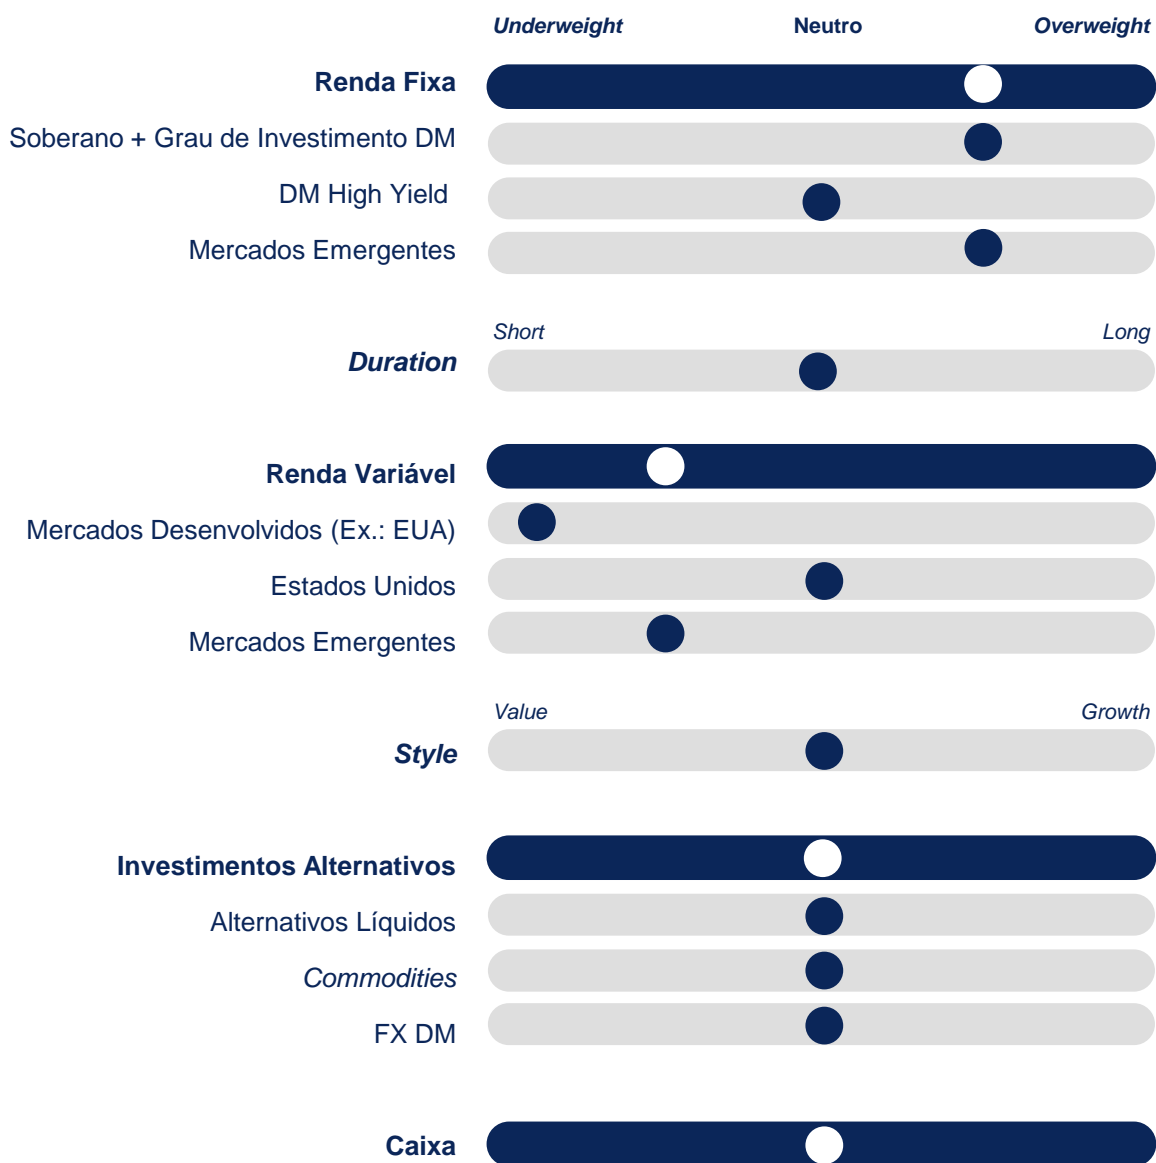 Underweight Neutro Overweight
Renda Fixa
Soberano + Grau de Investimento DM
DM High Yield
Mercados Emergentes
Short Long
Duration
Renda Variável
Mercados Desenvolvidos (Ex.: EUA)
Estados Unidos
Mercados Emergentes
Value Growth
Style
Investimentos Alternativos
Alternativos Líquidos
Commodities
FX DM
Caixa